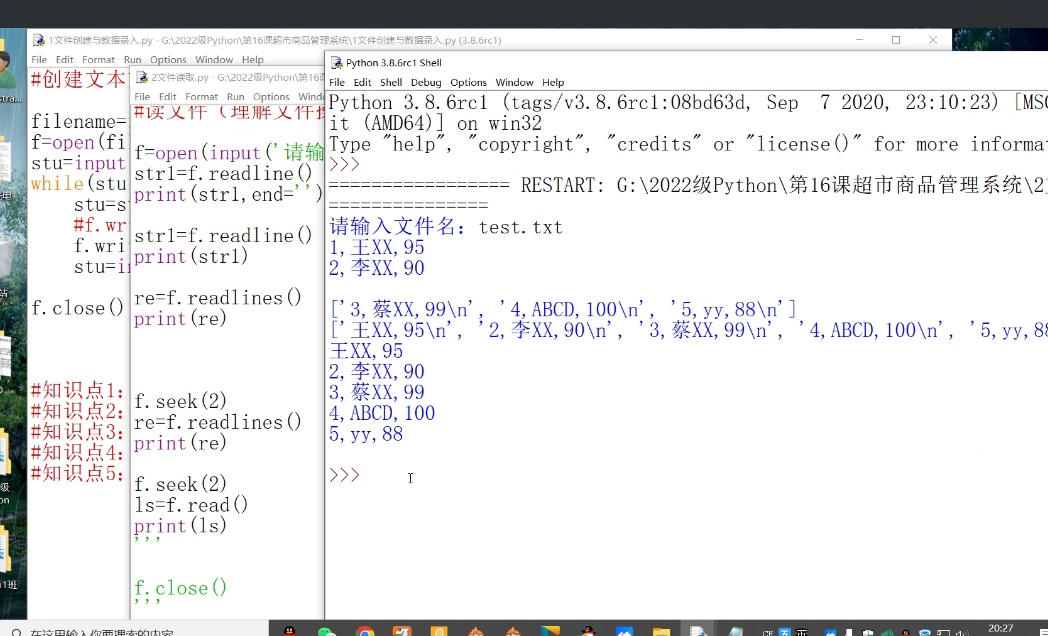 1文件创建与数据录入.py - G:\2022级Python\第16课超市商品管理系统\1文件创建与数据录入.py (3.8.6rc1)
File Edit Format Run Options Window Help
#创建文本
filename=
f=open(fi
stu=input
while(stu
stu=s
#f.wr
f.wri
stu=in
f.close()
#知识点1:
#知识点2:
#知识点3:
#知识点4:
#知识点5:
2文件读取.py - G:\2022级Python\第16课
File Edit Format Run Options Wind
#读文件（理解文件
f=open(input('请输
str1=f.readline()
print(str1,end='')
str1=f.readline()
print(str1)
re=f.readlines()
print(re)
f.seek(2)
re=f.readlines()
print(re)
f.seek(2)
ls=f.read()
print(ls)
'''
f.close()
'''
Python 3.8.6rc1 Shell
File Edit Shell Debug Options Window Help
Python 3.8.6rc1 (tags/v3.8.6rc1:08bd63d, Sep 7 2020, 23:10:23) [MSC
it (AMD64)] on win32
Type "help", "copyright", "credits" or "license()" for more informat
>>>
================= RESTART: G:\2022级Python\第16课超市商品管理系统\2
===============
请输入文件名：test.txt
1,王XX,95
2,李XX,90
['3,蔡XX,99\n', '4,ABCD,100\n', '5,yy,88\n']
['王XX,95\n', '2,李XX,90\n', '3,蔡XX,99\n', '4,ABCD,100\n', '5,yy,88
王XX,95
2,李XX,90
3,蔡XX,99
4,ABCD,100
5,yy,88
>>>
在这里输入你要搜索的内容
20:27